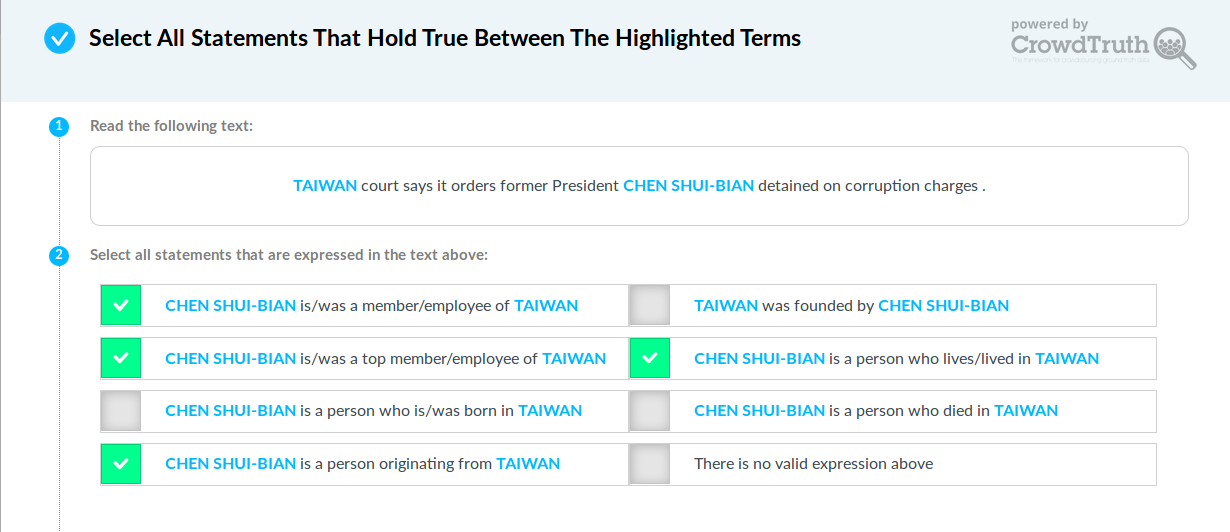 Select All Statements That Hold True Between The Highlighted Terms
powered by
CrowdTruth
1
Read the following text:
TAIWAN court says it orders former President CHEN SHUI-BIAN detained on corruption charges .
2
Select all statements that are expressed in the text above:
CHEN SHUI-BIAN is/was a member/employee of TAIWAN
TAIWAN was founded by CHEN SHUI-BIAN
CHEN SHUI-BIAN is/was a top member/employee of TAIWAN
CHEN SHUI-BIAN is a person who lives/lived in TAIWAN
CHEN SHUI-BIAN is a person who is/was born in TAIWAN
CHEN SHUI-BIAN is a person who died in TAIWAN
CHEN SHUI-BIAN is a person originating from TAIWAN
There is no valid expression above